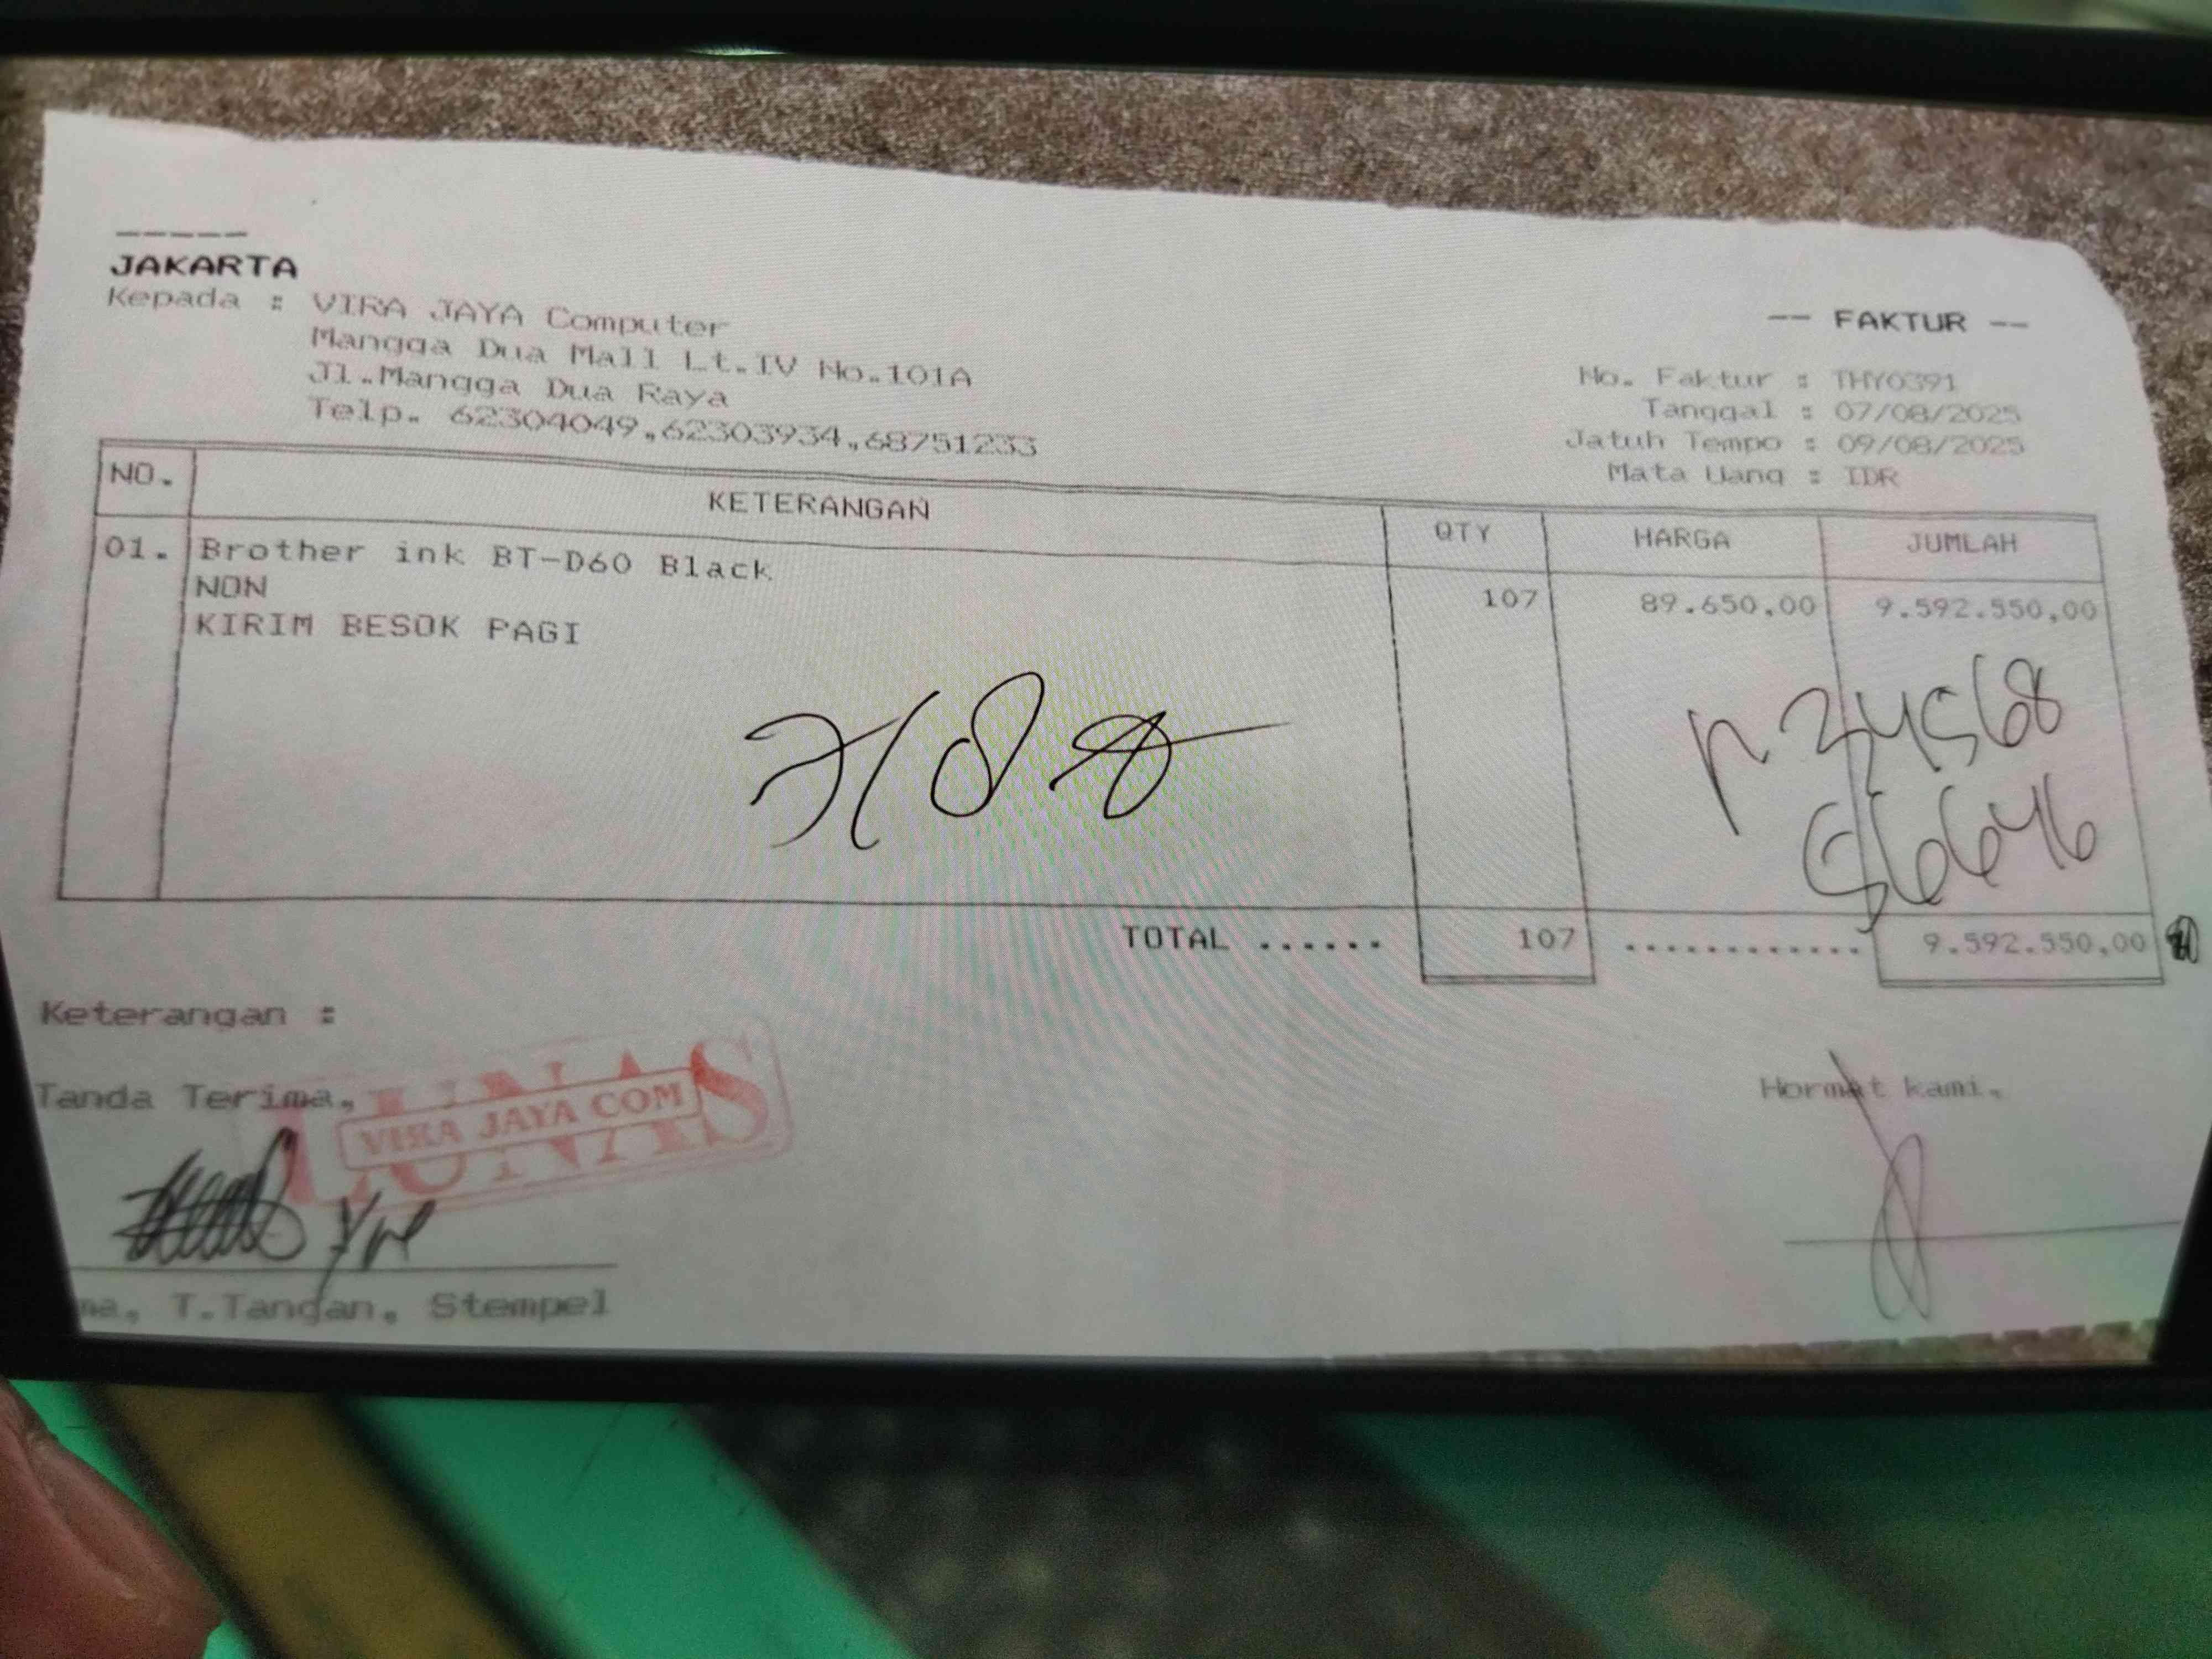 -----
JAKARTA
Kepada : VIRA JAYA Computer
Mangga Dua Mall Lt.IV No.101A
Jl.Mangga Dua Raya
Telp. 62304049,62303934,68751233
-- FAKTUR --
No. Faktur : THY0391
Tanggal : 07/08/2025
Jatuh Tempo : 09/08/2025
Mata Uang : IDR
NO. KETERANGAN QTY HARGA JUMLAH
01. Brother ink BT-D60 Black 107 89.650,00 9.592.550,00
NON
KIRIM BESOK PAGI
34568
56646
TOTAL ...... 107 ............ 9.592.550,00
Keterangan :
Tanda Terima,
LUNAS
VIRA JAYA COM
Hormat kami,
ma, T.Tangan, Stempel